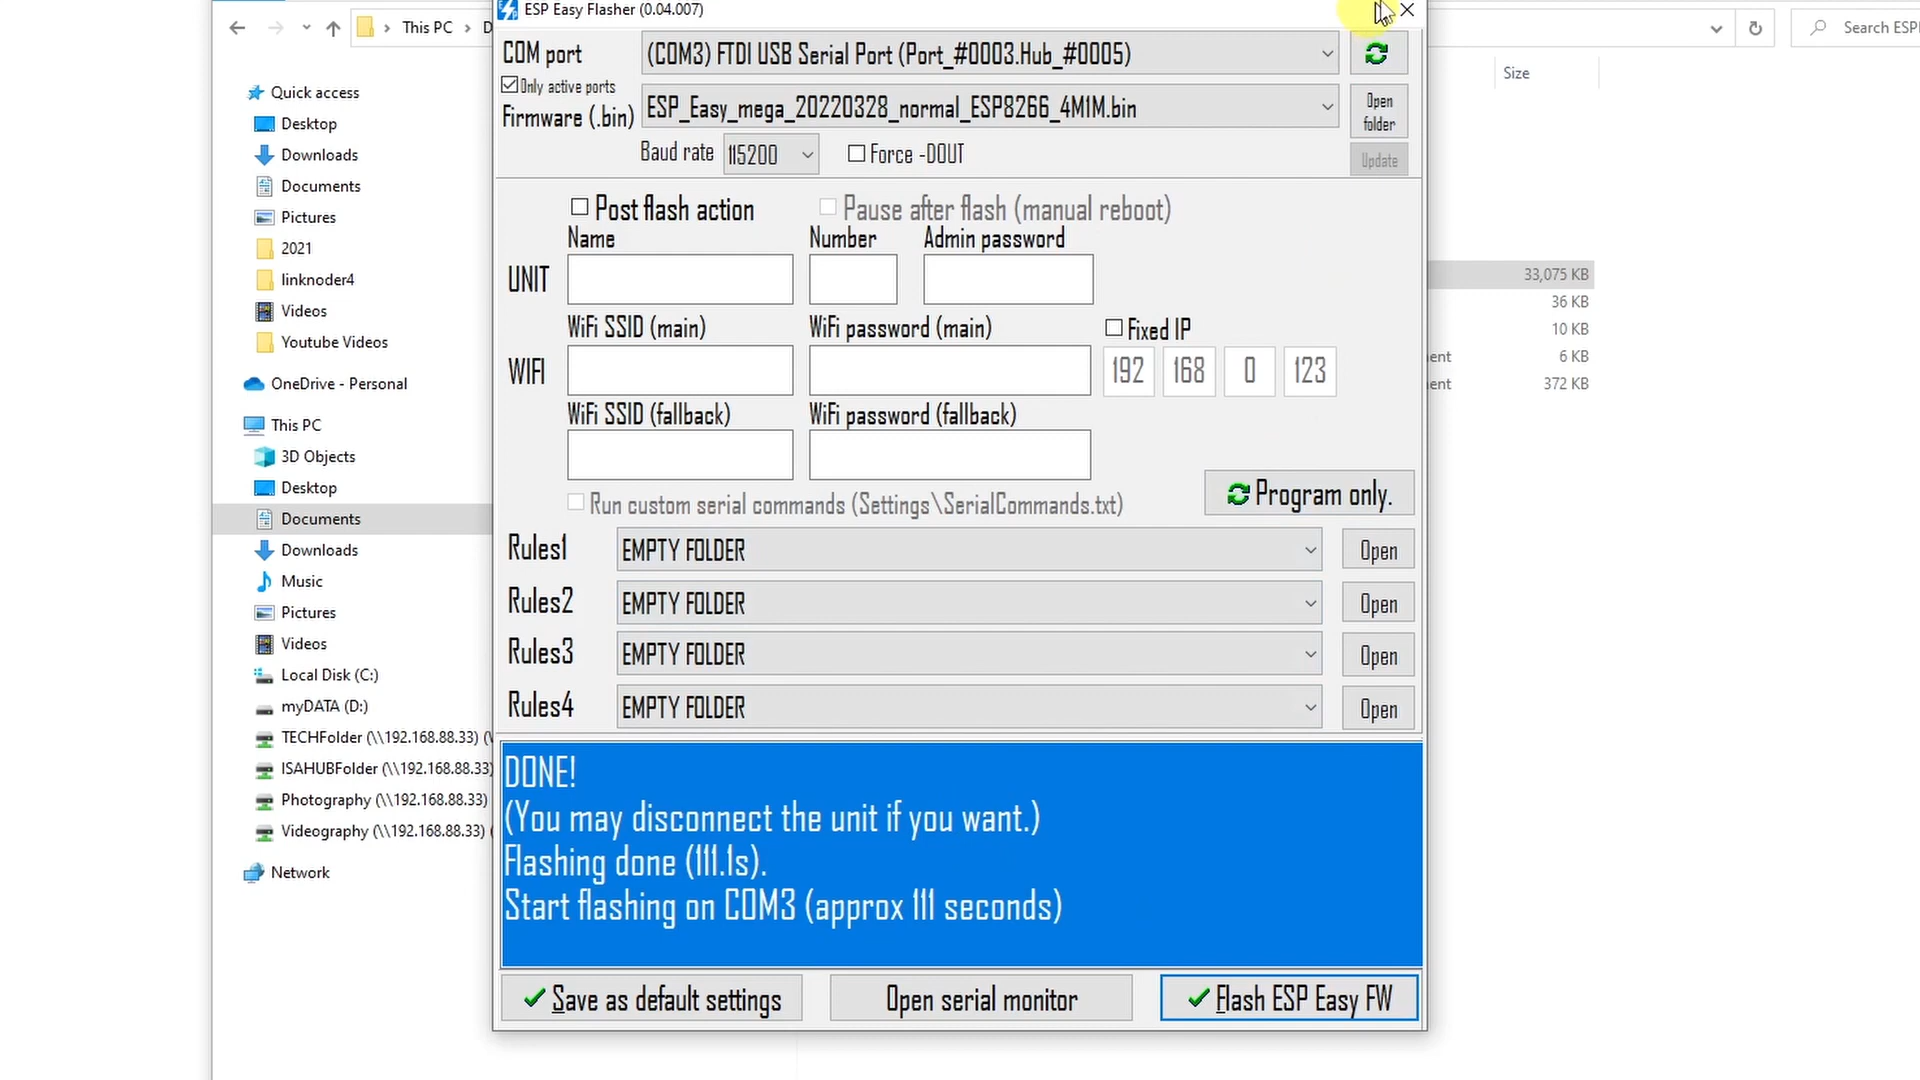 ESP Easy Flasher (0.04.007)
This PC
D
Search ESPE
COM port
(COM3) FTDI USB Serial Port (Port_#0003.Hub_#0005)
Only active ports
Firmware (.bin)
ESP_Easy_mega_20220328_normal_ESP8266_4M1M.bin
Open
folder
Baud rate
115200
Force -DOUT
Update
Post flash action
Pause after flash (manual reboot)
Name
Number
Admin password
UNIT
WiFi SSID (main)
WiFi password (main)
Fixed IP
WIFI
192
168
0
123
WiFi SSID (fallback)
WiFi password (fallback)
Run custom serial commands (Settings\SerialCommands.txt)
Program only.
Rules1
EMPTY FOLDER
Open
Rules2
EMPTY FOLDER
Open
Rules3
EMPTY FOLDER
Open
Rules4
EMPTY FOLDER
Open
DONE!
(You may disconnect the unit if you want.)
Flashing done (111.1s).
Start flashing on COM3 (approx 111 seconds)
Save as default settings
Open serial monitor
Flash ESP Easy FW
Quick access
Desktop
Downloads
Documents
Pictures
2021
linknoder4
Videos
Youtube Videos
OneDrive - Personal
This PC
3D Objects
Desktop
Documents
Downloads
Music
Pictures
Videos
Local Disk (C:)
myDATA (D:)
TECHFolder (\\192.168.88.33) (
ISAHUBFolder (\\192.168.88.33)
Photography (\\192.168.88.33)
Videography (\\192.168.88.33) (
Network
Size
33,075 KB
36 KB
10 KB
ent
6 KB
ent
372 KB